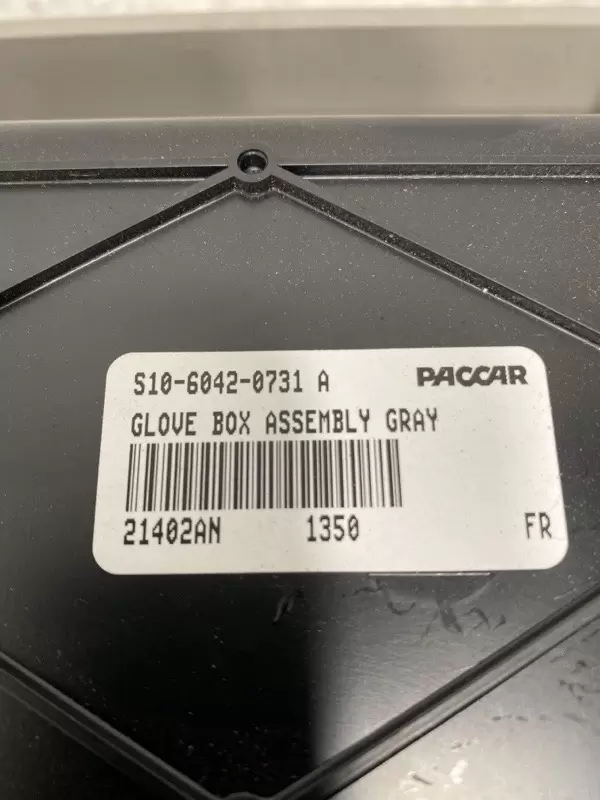 S10-6042-0731 A PACCAR
GLOVE BOX ASSEMBLY GRAY
21402AN 1350 FR